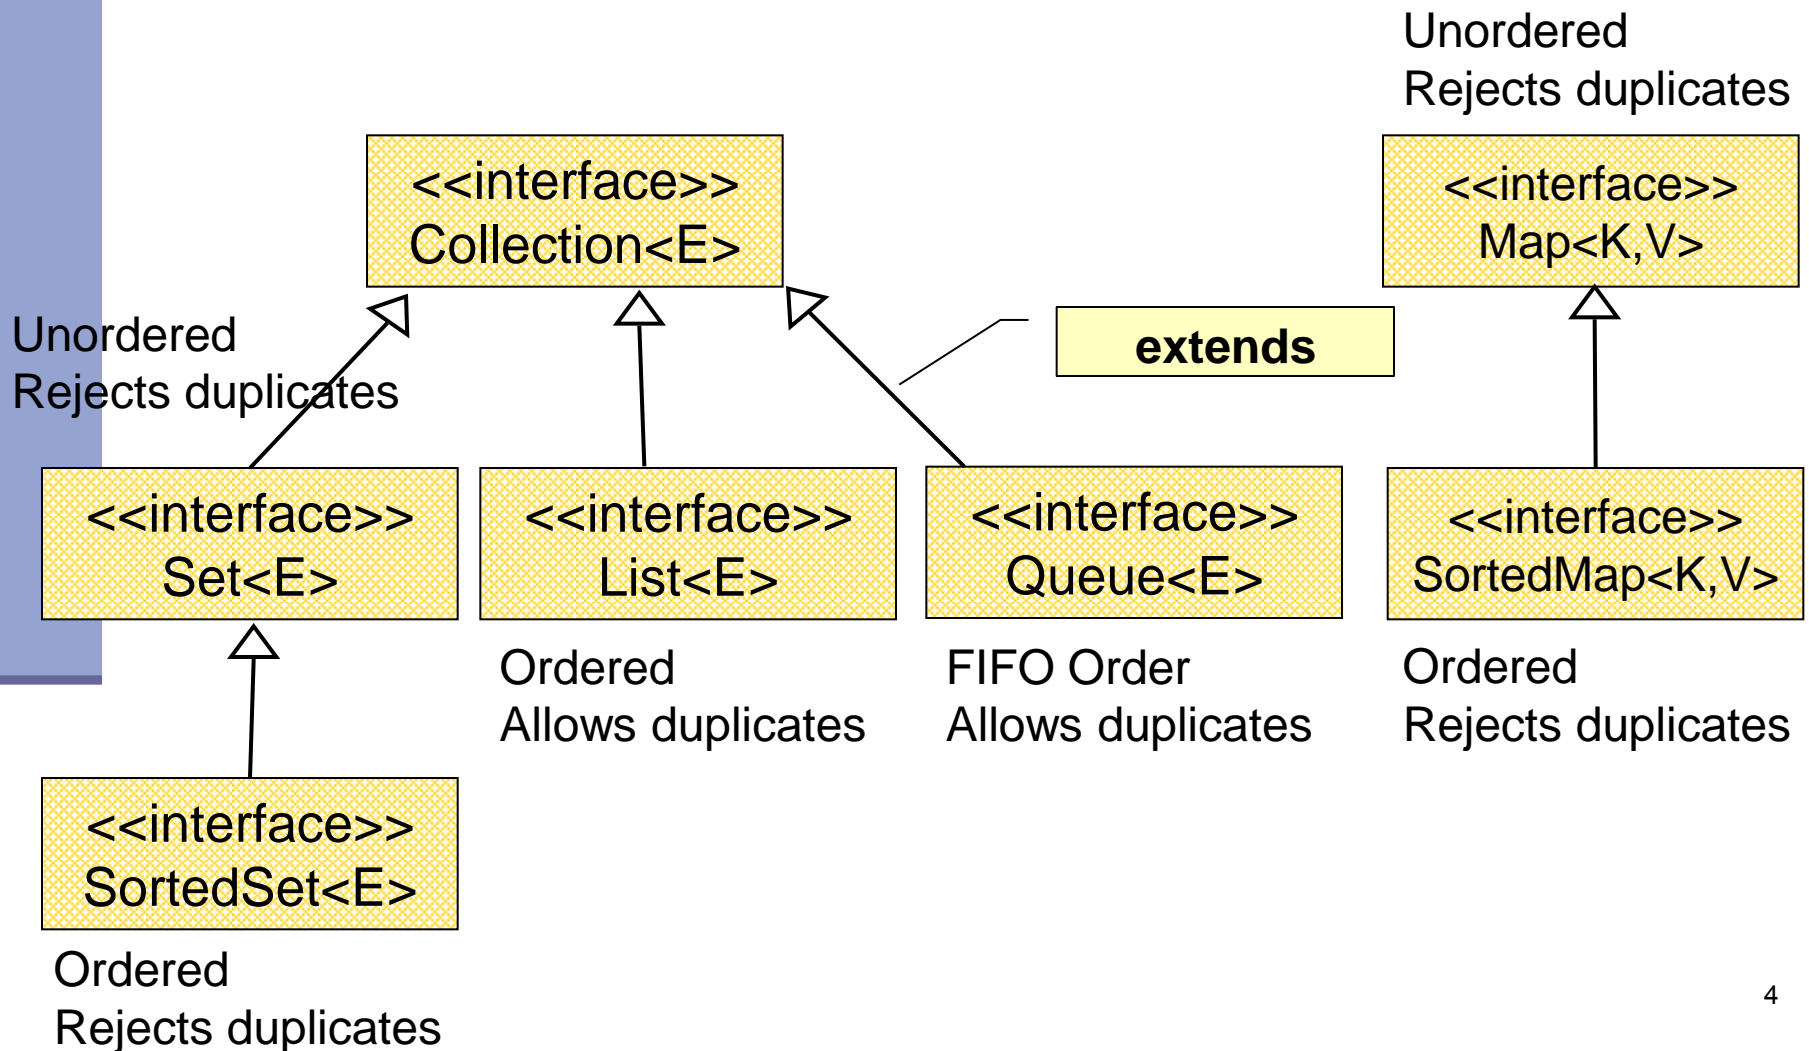 Unordered
Rejects duplicates
<<interface>>
Collection<E>
<<interface>>
Map<K,V>
Unordered
Rejects duplicates
extends
<<interface>>
Set<E>
<<interface>>
List<E>
<<interface>>
Queue<E>
<<interface>>
SortedMap<K,V>
Ordered
Allows duplicates
FIFO Order
Allows duplicates
Ordered
Rejects duplicates
<<interface>>
SortedSet<E>
Ordered
Rejects duplicates
4